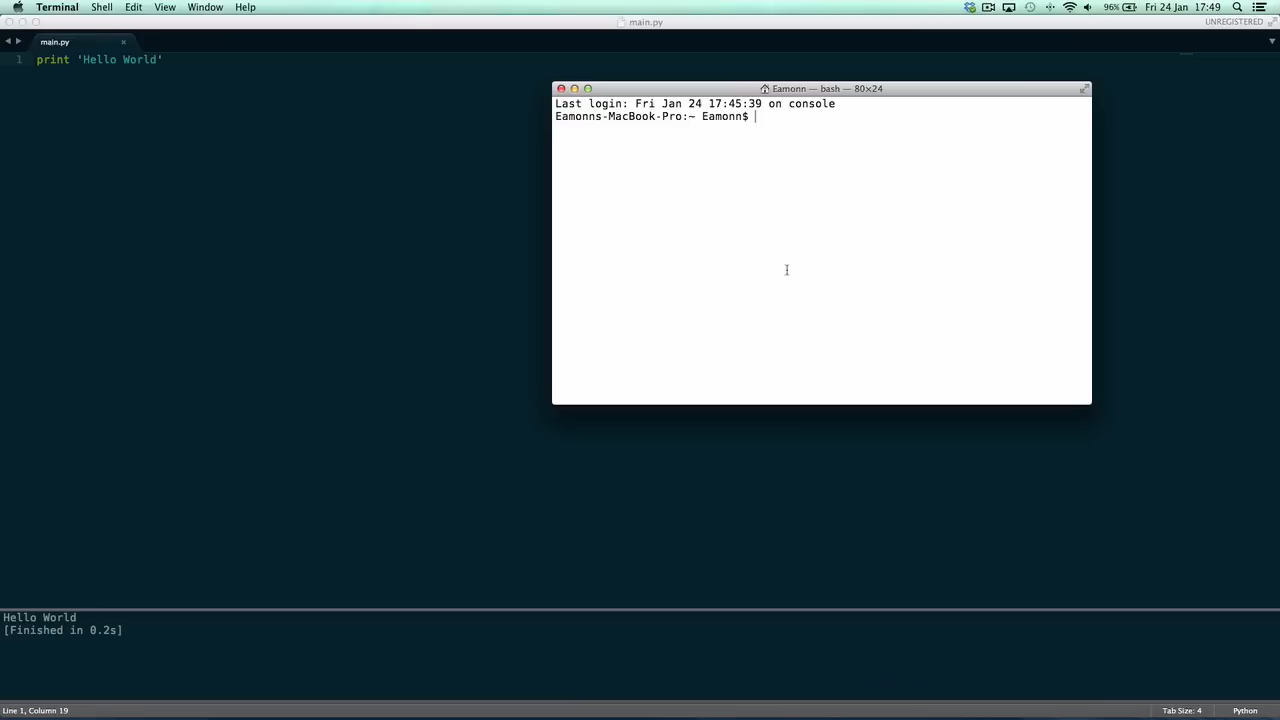 Terminal Shell Edit View Window Help 96% Fri 24 Jan 17:49
main.py UNREGISTERED
main.py
1 print 'Hello World'
Eamonn — bash — 80×24
Last login: Fri Jan 24 17:45:39 on console
Eamonns-MacBook-Pro:~ Eamonn$
Hello World
[Finished in 0.2s]
Line 1, Column 19 Tab Size: 4 Python